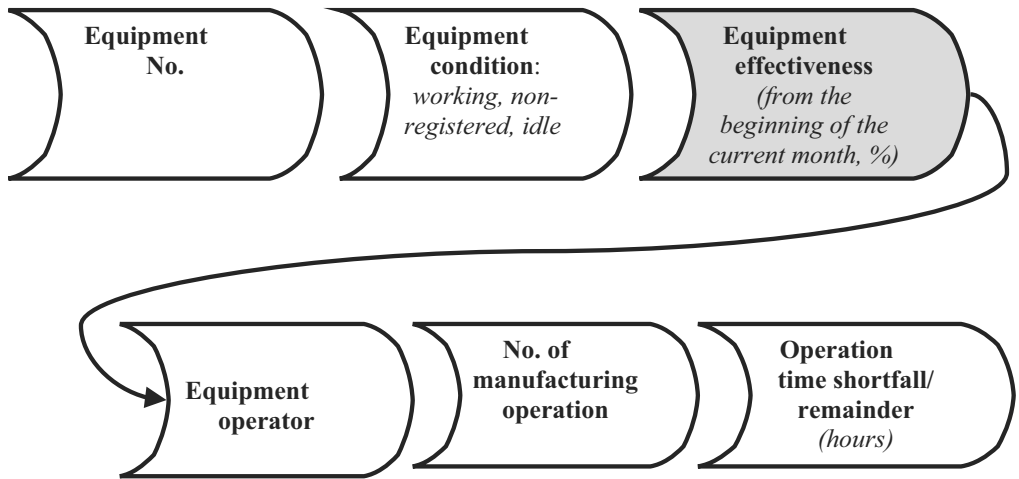 Equipment
No.
Equipment
condition:
working, non-
registered, idle
Equipment
effectiveness
(from the
beginning of the
current month, %)
Equipment
operator
No. of
manufacturing
operation
Operation
time shortfall/
remainder
(hours)